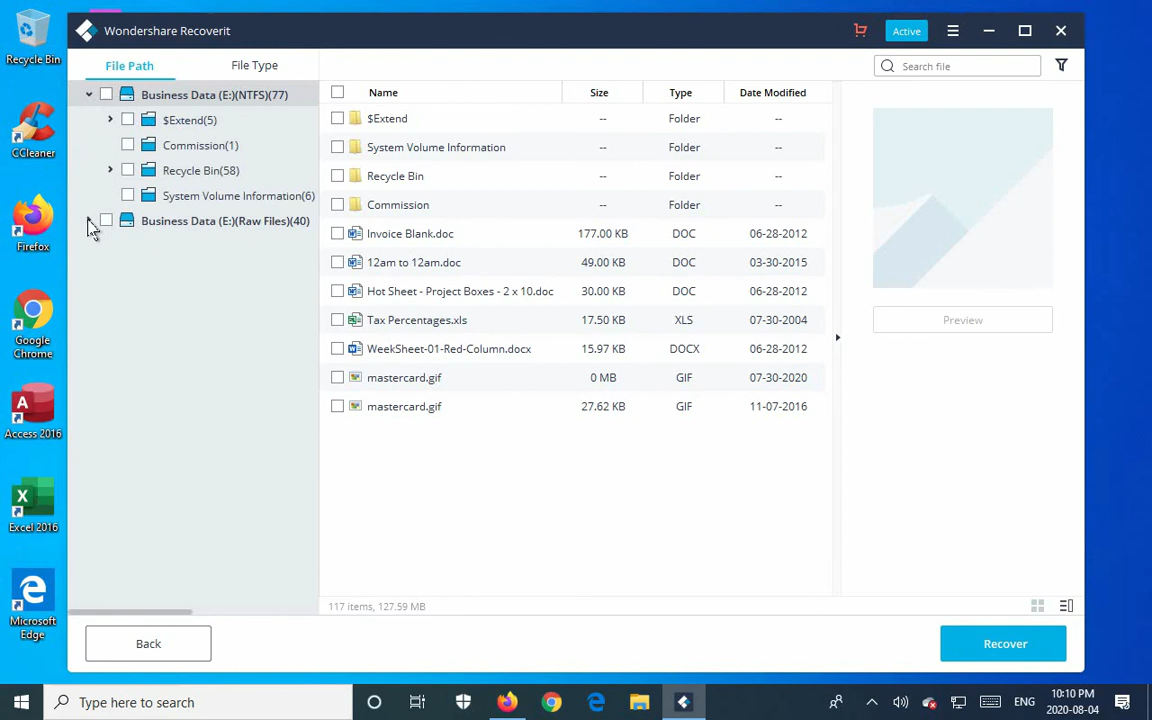 Recycle Bin
CCleaner
Firefox
Google
Chrome
Access 2016
Excel 2016
Microsoft
Edge
Wondershare Recoverit
Active
File Path
File Type
Search file
Business Data (E:)(NTFS)(77)
$Extend(5)
Commission(1)
Recycle Bin(58)
System Volume Information(6)
Business Data (E:)(Raw Files)(40)
Name Size Type Date Modified
$Extend -- Folder --
System Volume Information -- Folder --
Recycle Bin -- Folder --
Commission -- Folder --
Invoice Blank.doc 177.00 KB DOC 06-28-2012
12am to 12am.doc 49.00 KB DOC 03-30-2015
Hot Sheet - Project Boxes - 2 x 10.doc 30.00 KB DOC 06-28-2012
Tax Percentages.xls 17.50 KB XLS 07-30-2004
WeekSheet-01-Red-Column.docx 15.97 KB DOCX 06-28-2012
mastercard.gif 0 MB GIF 07-30-2020
mastercard.gif 27.62 KB GIF 11-07-2016
Preview
117 items, 127.59 MB
Back
Recover
Type here to search
ENG
10:10 PM
2020-08-04